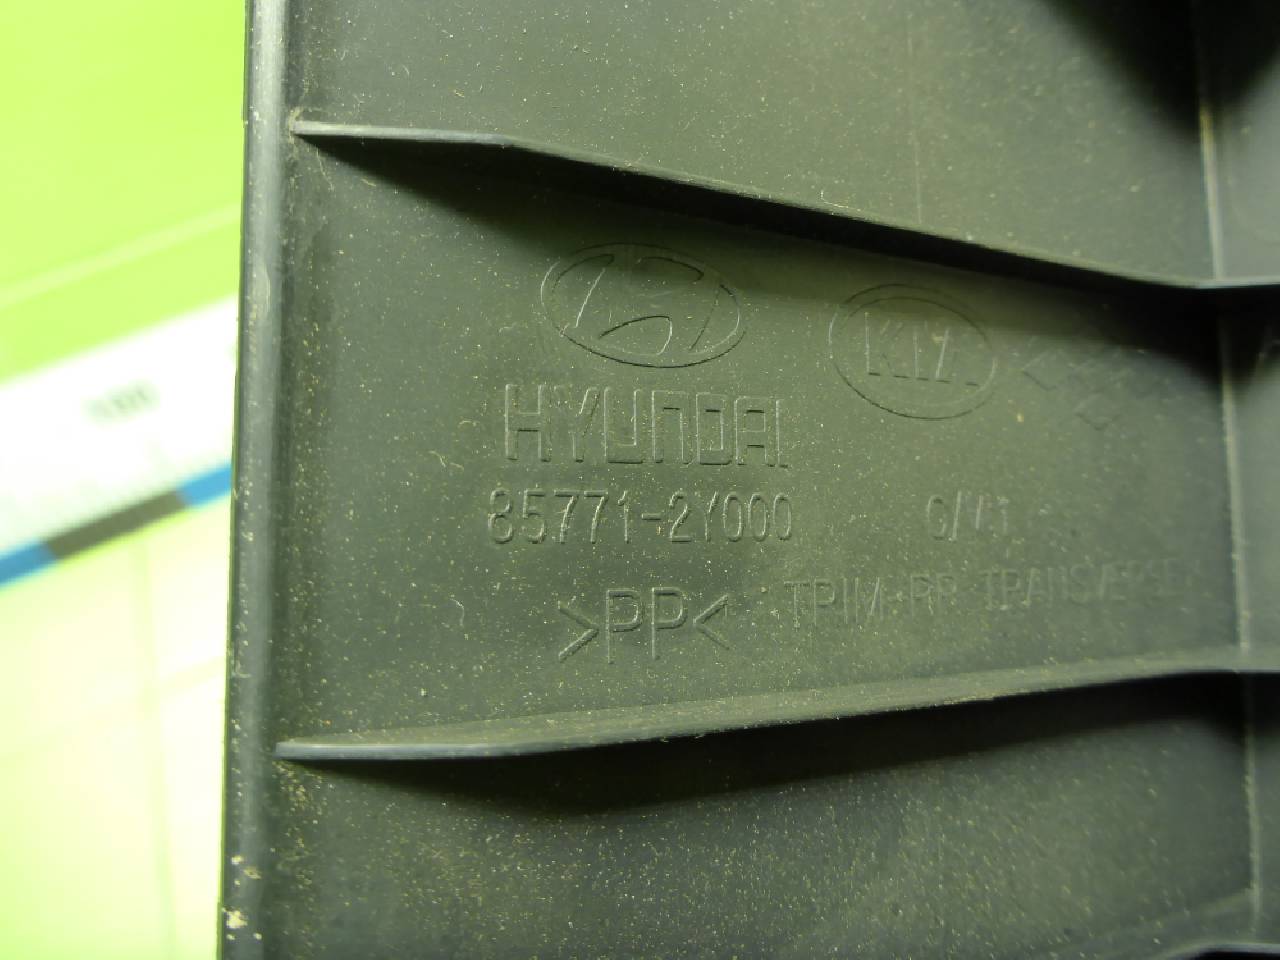 KIA
HYUNDAI
85771-2Y000
>PP< TRIM RR TRANSVERSE